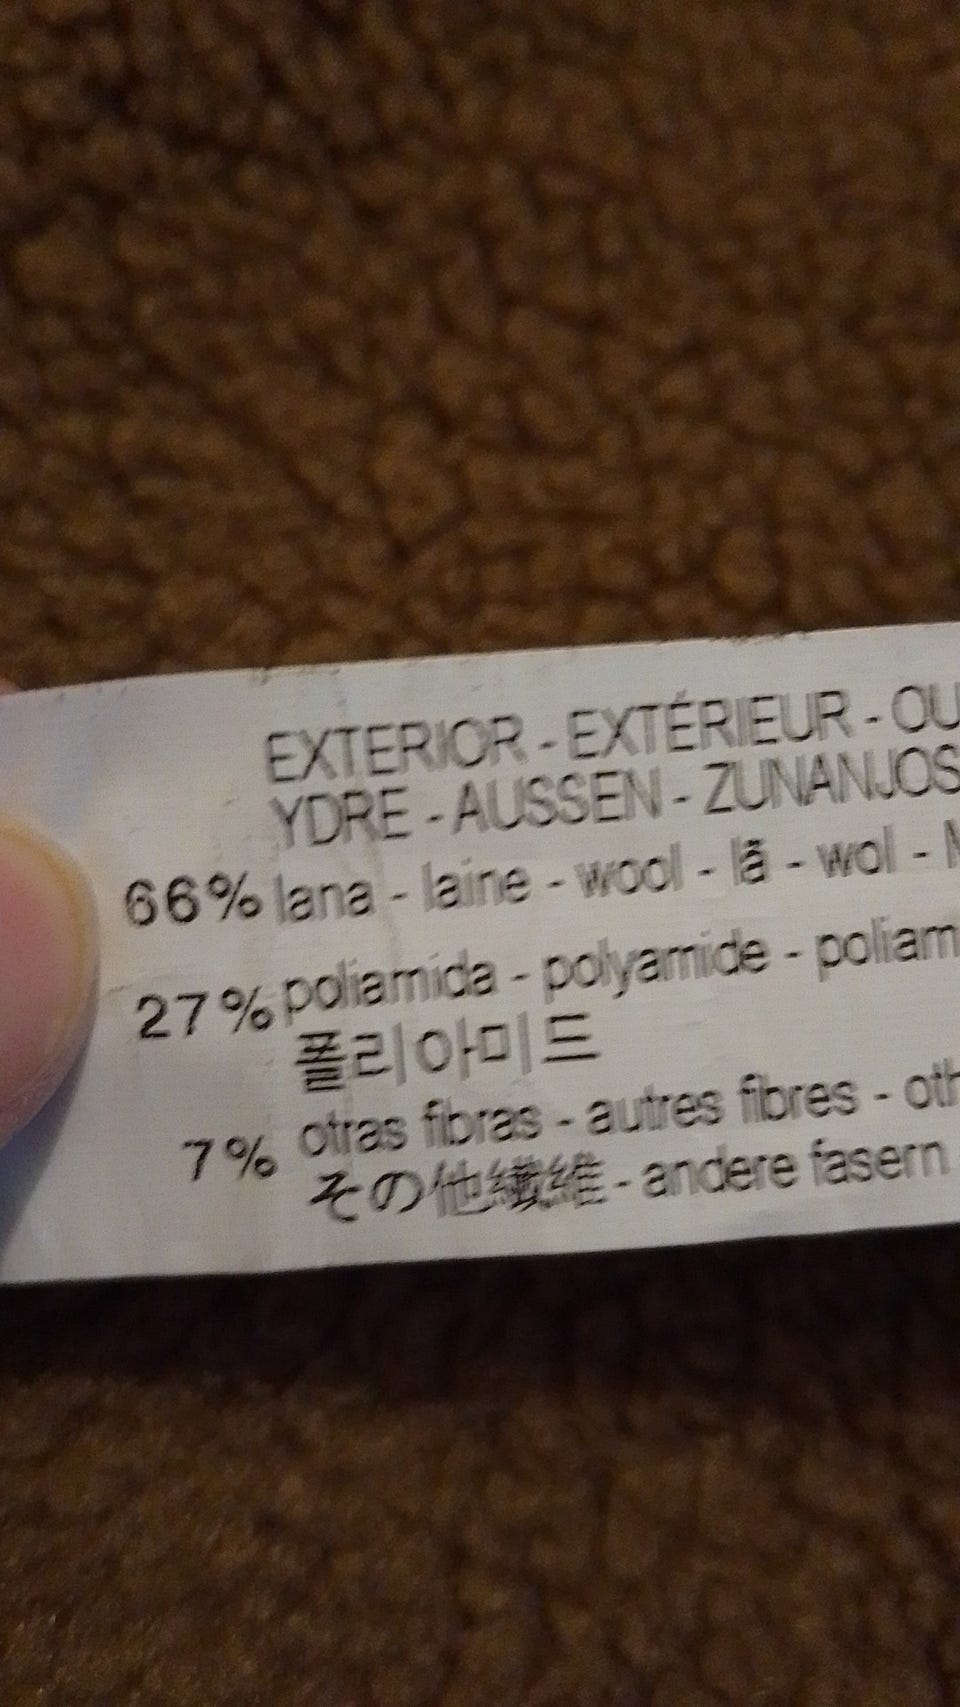 EXTERIOR - EXTÉRIEUR - OU
YDRE - AUSSEN - ZUNANJOS
66% lana - laine - wool - lã - wol -
27% poliamida - polyamide - poliam
폴리아미드
7% otras fibras - autres fibres - oth
その他繊維 - andere fasern